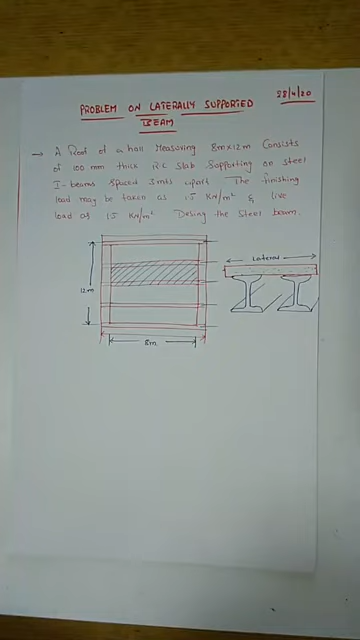 28/4/20
PROBLEM ON LATERALLY SUPPORTED
BEAM
→ A Roof of a hall Measuring 8m×12m Consists
of 100 mm thick R.C slab Supporting on steel
I-beams Spaced 3mts apart. The finishing
load may be taken as 1.5 KN/m² & live
load as 1.5 KN/m² Desing the Steel beam.
Lateral
12m
8m